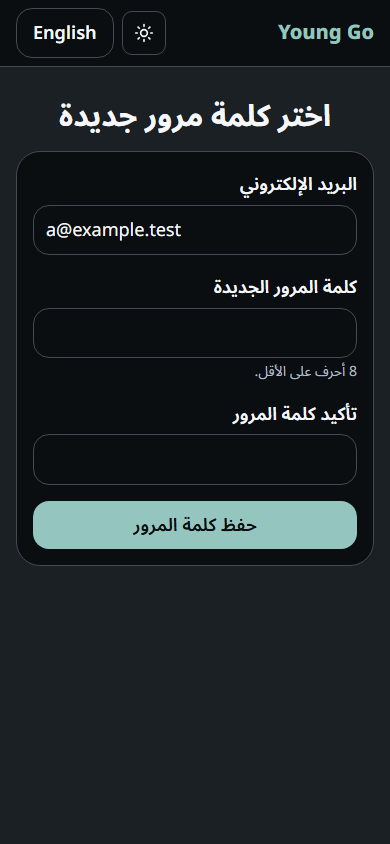 Young Go
English
اختر كلمة مرور جديدة
البريد الإلكتروني
a@example.test
كلمة المرور الجديدة
8 أحرف على الأقل.
تأكيد كلمة المرور
حفظ كلمة المرور